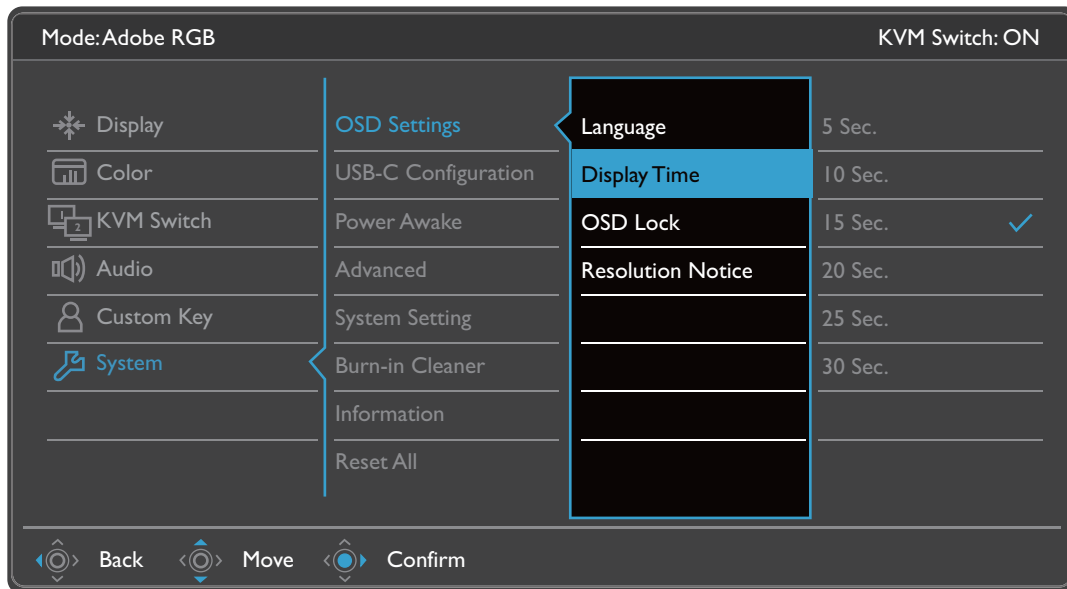 Mode: Adobe RGB
KVM Switch: ON
Display
Color
1 2 KVM Switch
Audio
Custom Key
System
OSD Settings
USB-C Configuration
Power Awake
Advanced
System Setting
Burn-in Cleaner
Information
Reset All
Language
Display Time
OSD Lock
Resolution Notice
5 Sec.
10 Sec.
15 Sec.
20 Sec.
25 Sec.
30 Sec.
Back
Move
Confirm